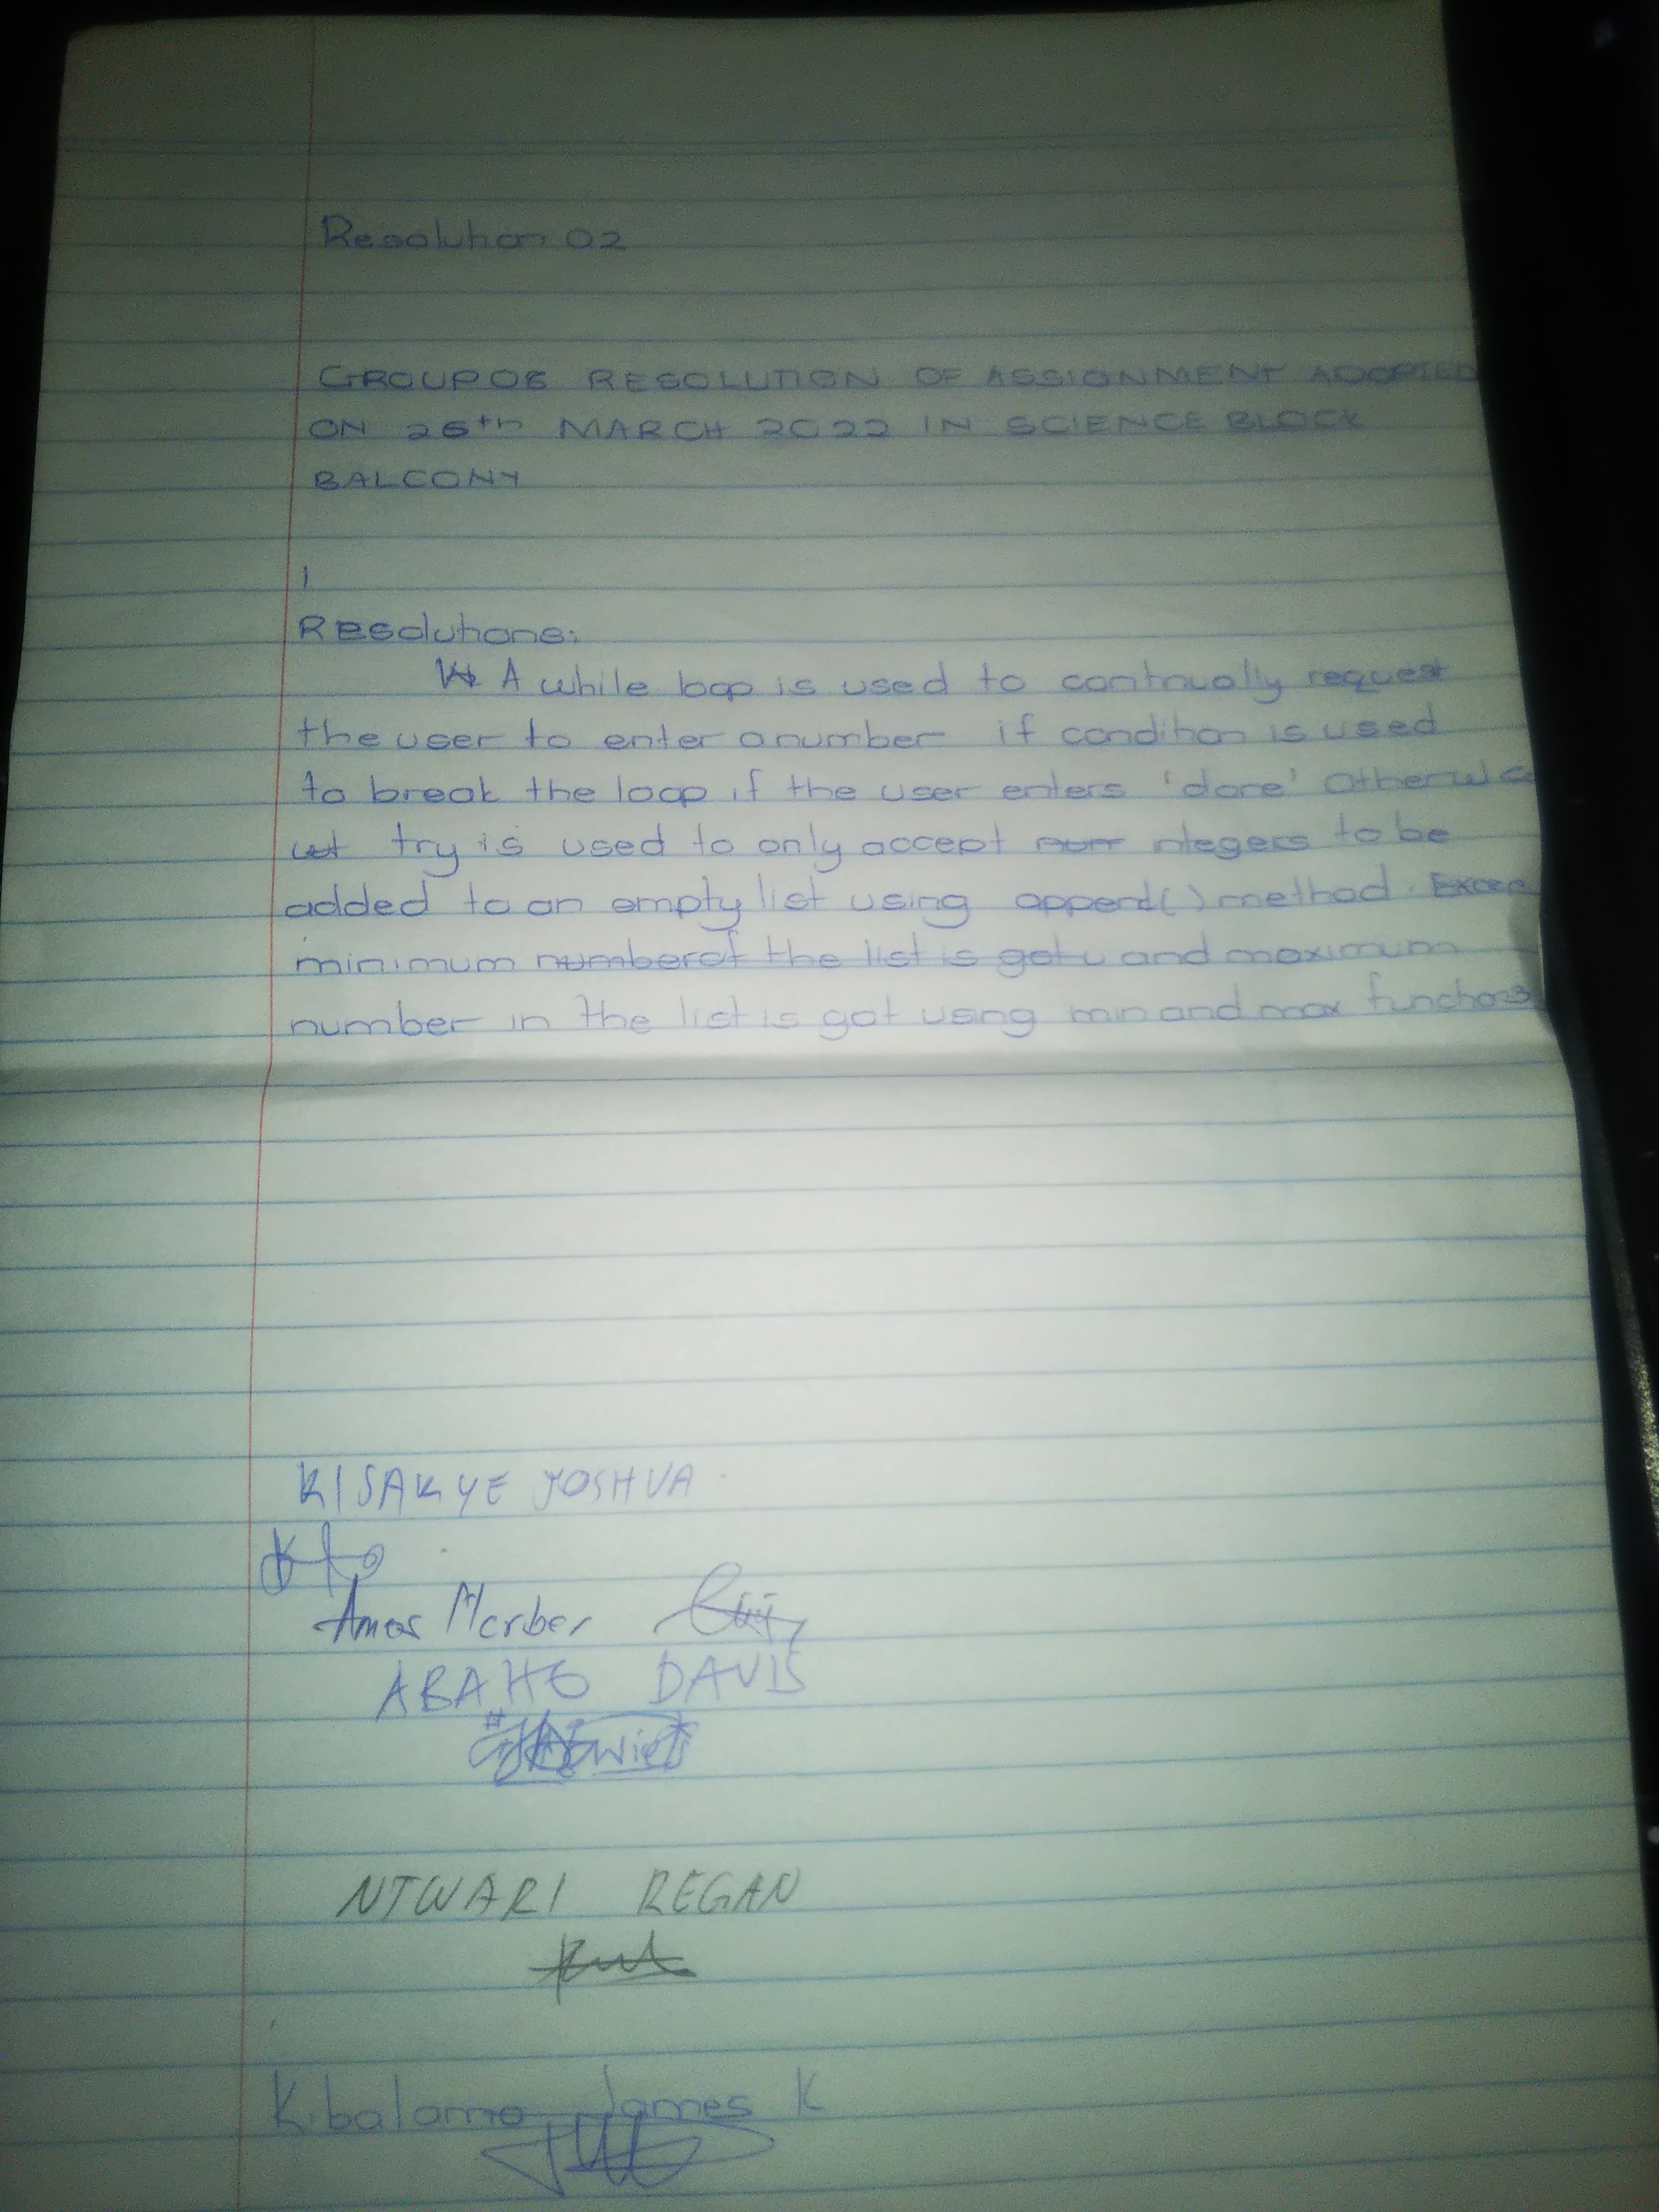 Resolution 02
GROUP 06 RESOLUTION OF ASSIGNMENT ADOPTED
ON 26th MARCH 2022 IN SCIENCE BLOCK
BALCONY
1
Resolutions:
A while loop is used to continually request
the user to enter a number if condition is used
to break the loop if the user enters 'done' Otherwise
try is used to only accept integers to be
added to an empty list using append() method.
minimum number of the list is got and maximum
number in the list is got using min and max functions
KISAKYE JOSHUA
Amos
ABAHO DAVIS
NTWARI REGAN
James K